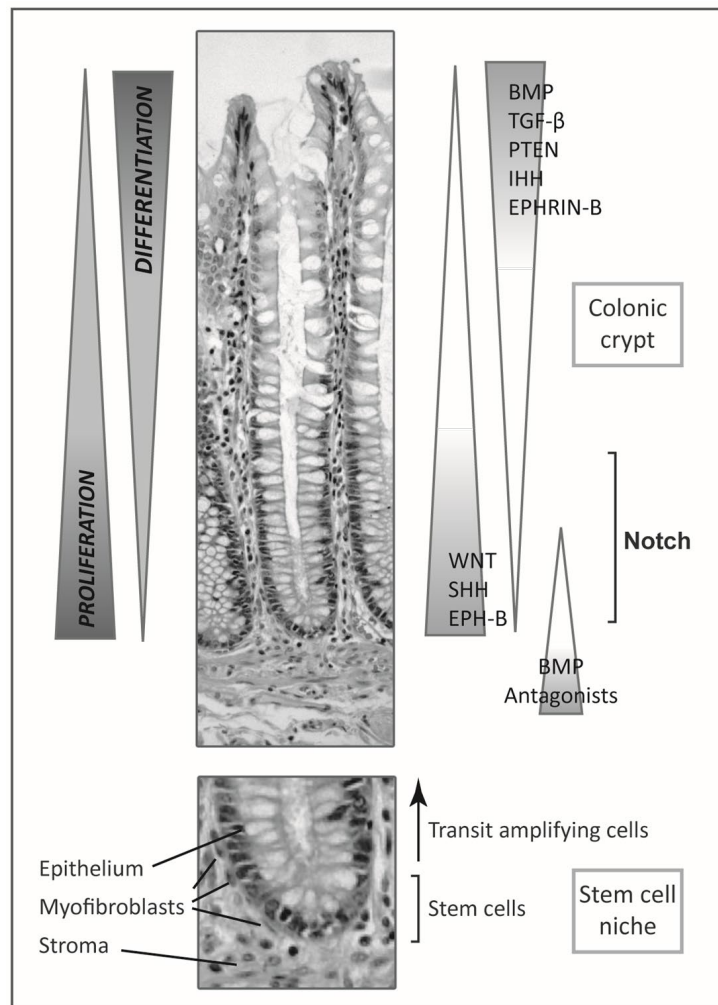 DIFFERENTIATION
PROLIFERATION
BMP
TGF-β
PTEN
IHH
EPHRIN-B
Colonic
crypt
Notch
WNT
SHH
EPH-B
BMP
Antagonists
Transit amplifying cells
Epithelium
Myofibroblasts
Stroma
Stem cells
Stem cell
niche